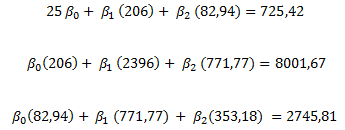 25 β₀ + β₁ (206) + β₂ (82,94) = 725,42
β₀(206) + β₁ (2396) + β₂ (771,77) = 8001,67
β₀(82,94) + β₁ (771,77) + β₂(353,18) = 2745,81